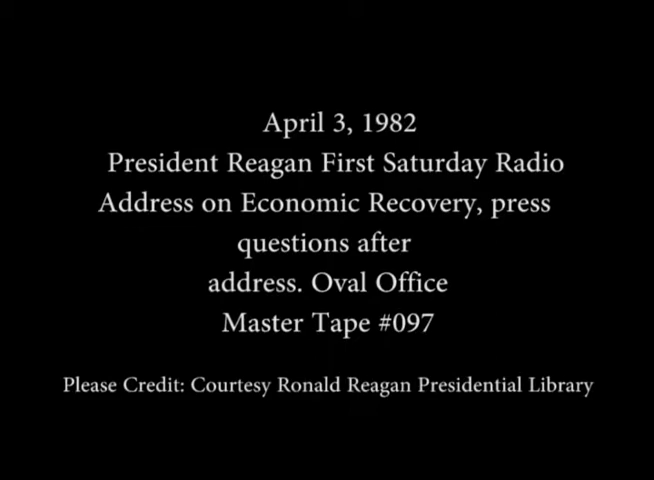 April 3, 1982
President Reagan First Saturday Radio
Address on Economic Recovery, press
questions after
address. Oval Office
Master Tape #097
Please Credit: Courtesy Ronald Reagan Presidential Library